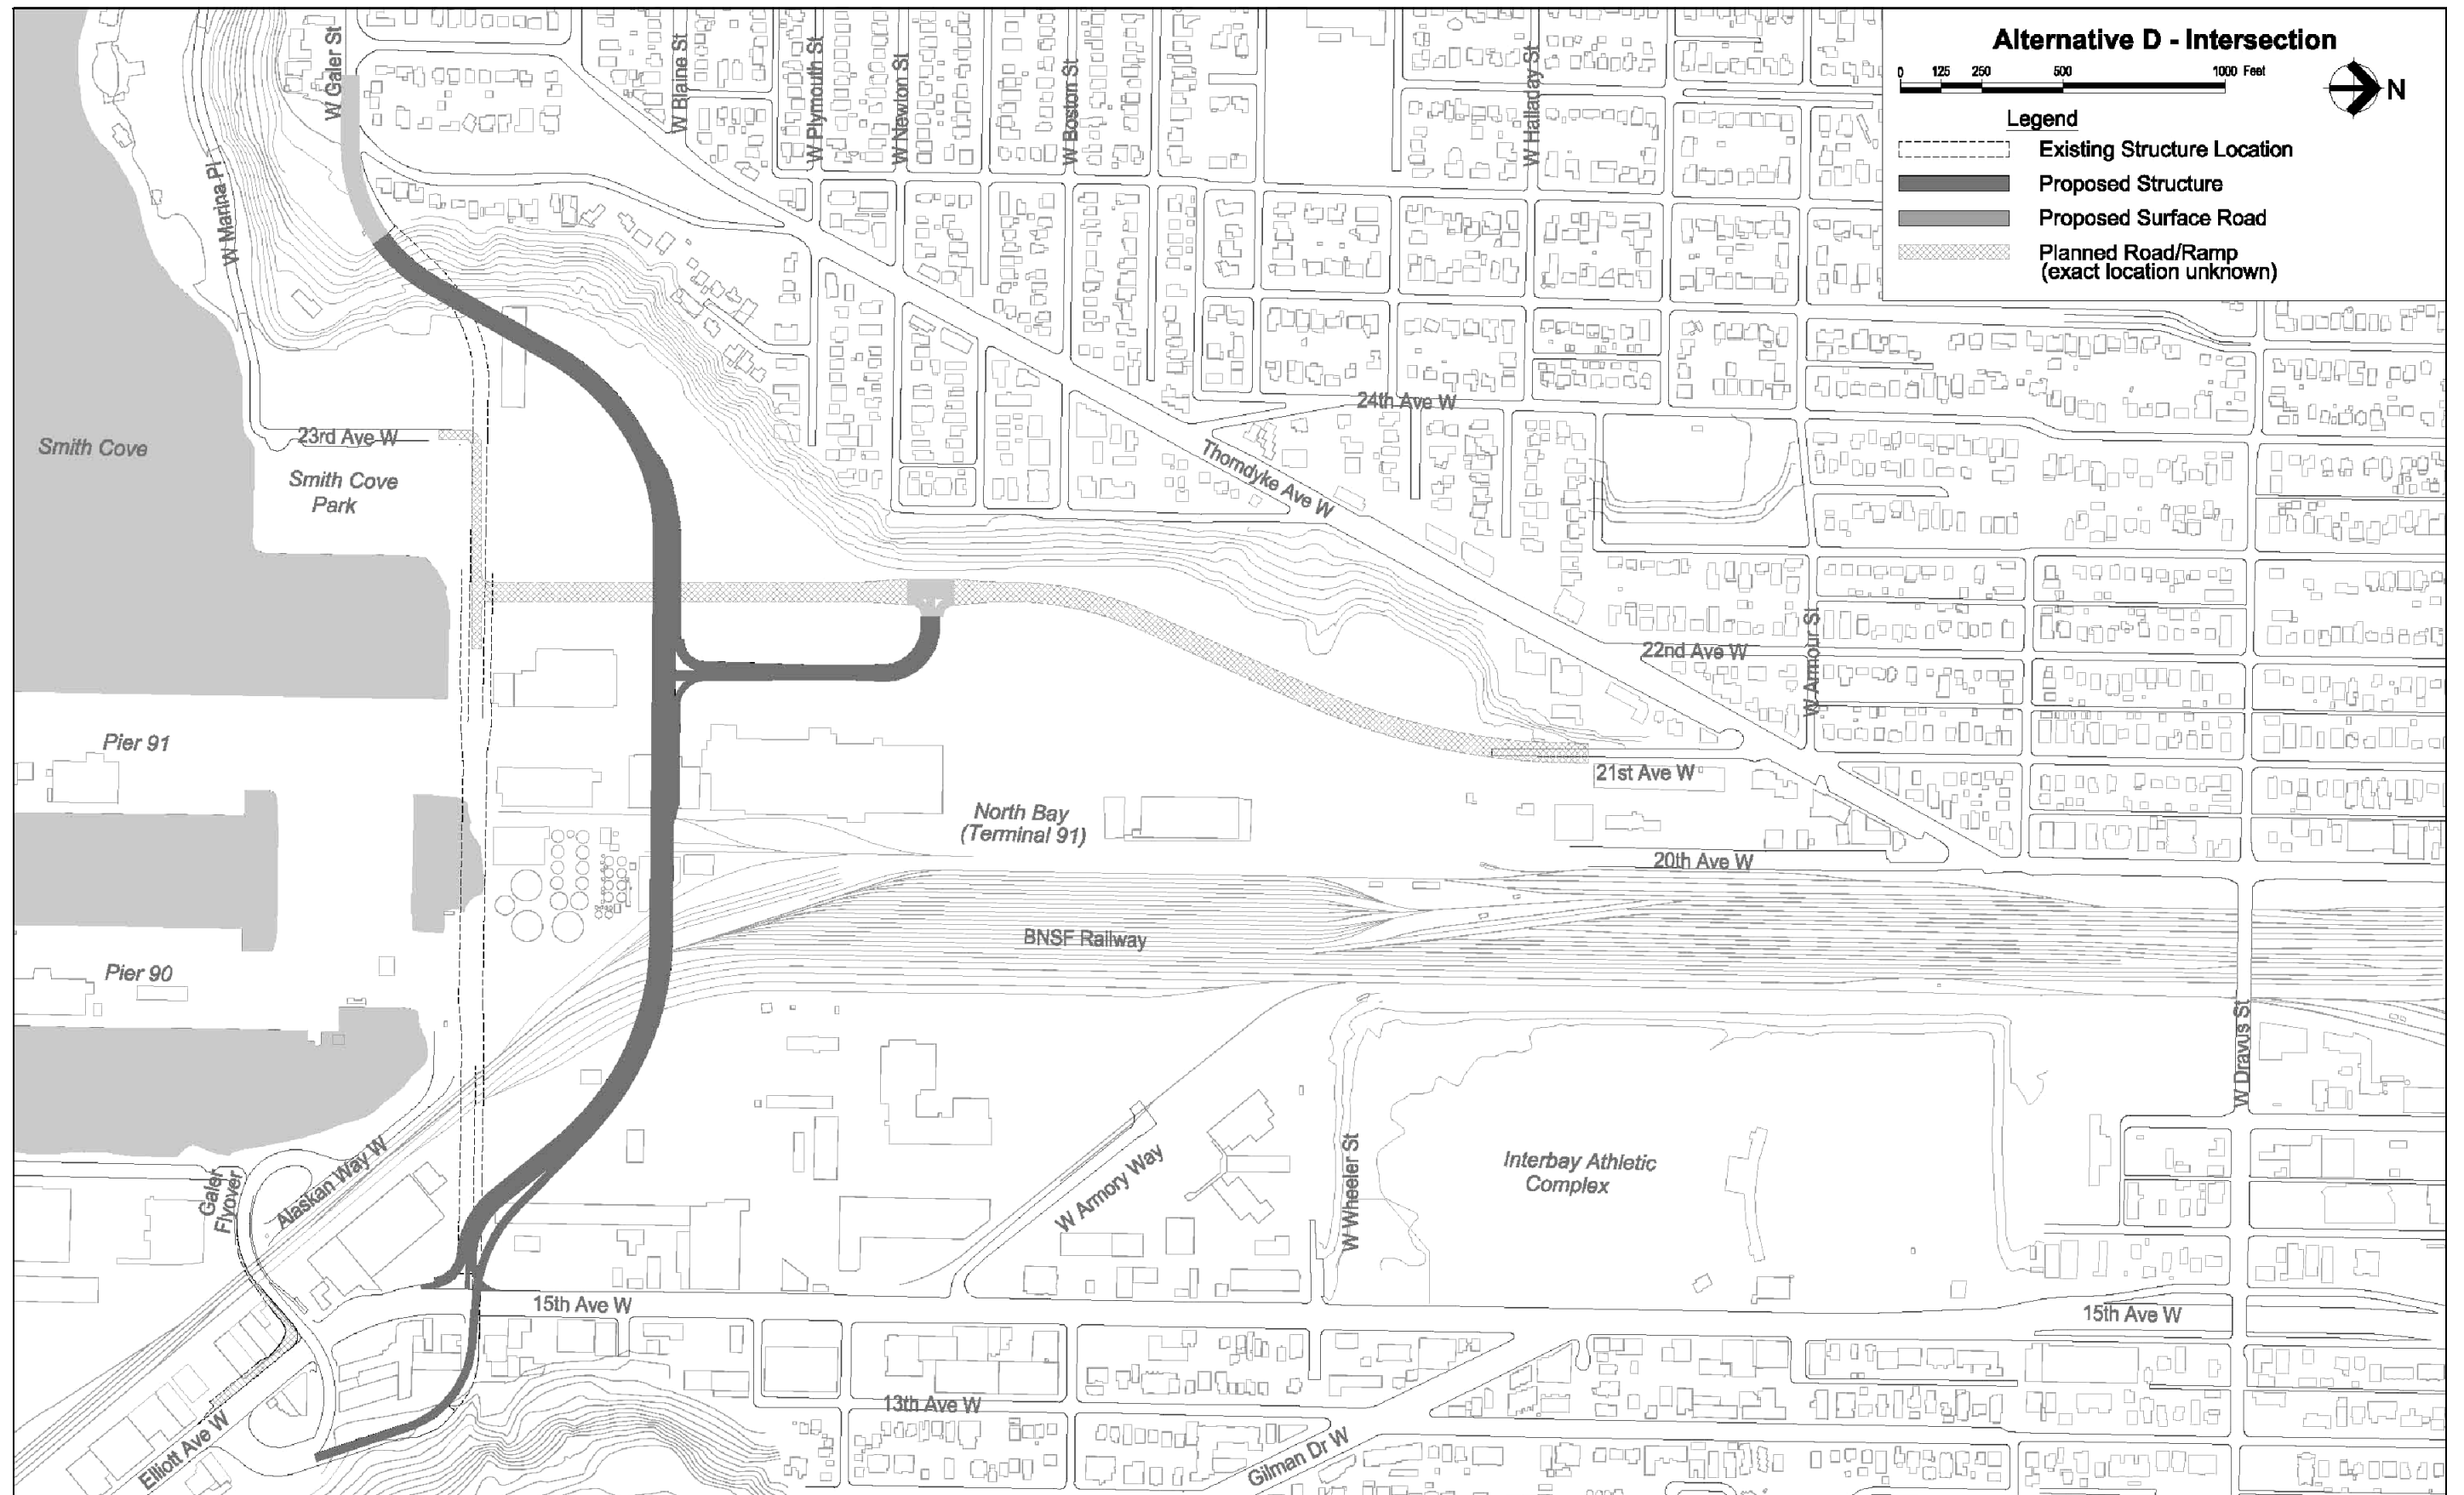 Alternative D - Intersection
0 125 250 500 1000 Feet
N
Legend
Existing Structure Location
Proposed Structure
Proposed Surface Road
Planned Road/Ramp
(exact location unknown)
W Galer St
W Blaine St
W Plymouth St
W Newton St
W Boston St
W Halladay St
W Marina Pl
24th Ave W
23rd Ave W
Smith Cove
Smith Cove
Park
Thorndyke Ave W
22nd Ave W
W Armour St
Pier 91
21st Ave W
North Bay
(Terminal 91)
20th Ave W
BNSF Railway
Pier 90
W Dravus St
Galer
Flyover
Alaskan Way W
W Armory Way
W Wheeler St
Interbay Athletic
Complex
15th Ave W
15th Ave W
13th Ave W
Elliott Ave W
Gilman Dr W